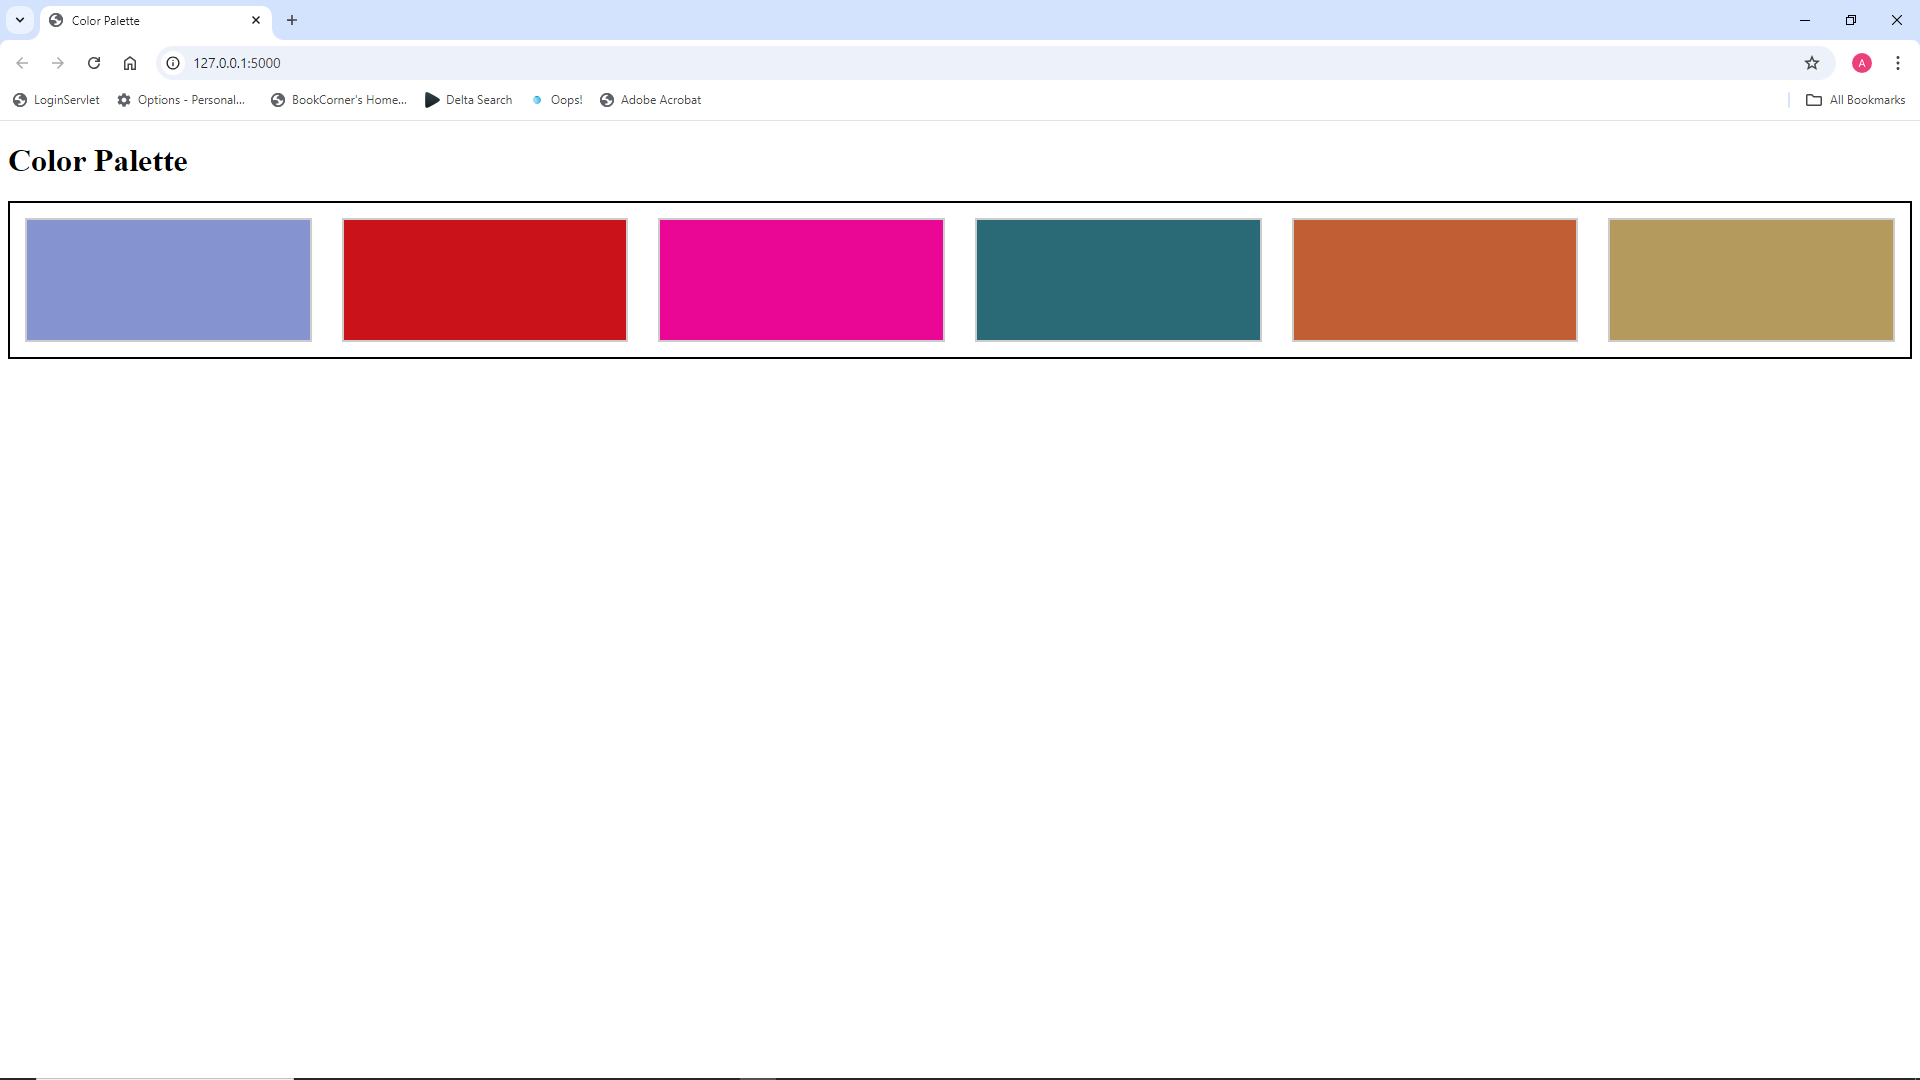 Color Palette
127.0.0.1:5000
A
LoginServlet Options - Personal... BookCorner's Home... Delta Search Oops! Adobe Acrobat All Bookmarks
Color Palette